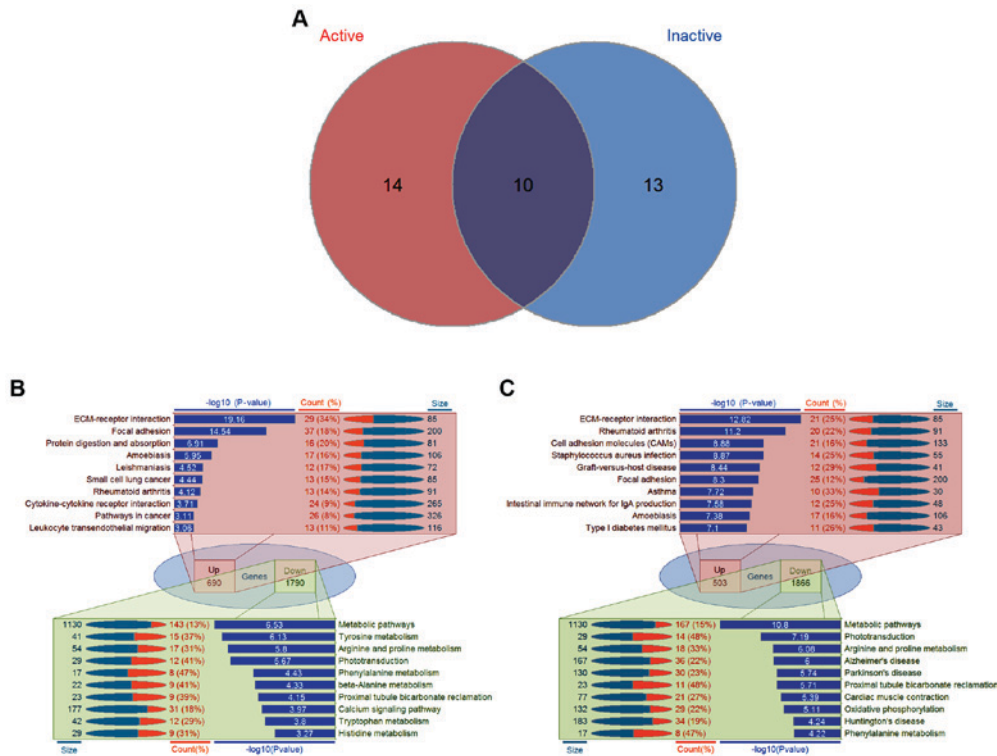 A
Active
Inactive
14
10
13
B
-log10 (P-value) Count (%) Size
ECM-receptor interaction 19.16 29 (34%) 85
Focal adhesion 14.54 37 (18%) 200
Protein digestion and absorption 6.91 16 (20%) 81
Amoebiasis 5.95 17 (16%) 106
Leishmaniasis 4.52 12 (17%) 72
Small cell lung cancer 4.44 13 (15%) 85
Rheumatoid arthritis 4.12 13 (14%) 91
Cytokine-cytokine receptor interaction 3.71 24 (9%) 265
Pathways in cancer 3.11 26 (8%) 326
Leukocyte transendothelial migration 3.06 13 (11%) 116
Up
690
Genes
Down
1790
1130 143 (13%) 6.53 Metabolic pathways
41 15 (37%) 6.13 Tyrosine metabolism
54 17 (31%) 5.8 Arginine and proline metabolism
29 12 (41%) 5.67 Phototransduction
17 8 (47%) 4.43 Phenylalanine metabolism
22 9 (41%) 4.33 beta-Alanine metabolism
23 9 (39%) 4.15 Proximal tubule bicarbonate reclamation
177 31 (18%) 3.97 Calcium signaling pathway
42 12 (29%) 3.8 Tryptophan metabolism
29 9 (31%) 3.27 Histidine metabolism
Size Count(%) -log10(Pvalue)
C
-log10 (P-value) Count (%) Size
ECM-receptor interaction 12.82 21 (25%) 85
Rheumatoid arthritis 11.2 20 (22%) 91
Cell adhesion molecules (CAMs) 8.88 21 (16%) 133
Staphylococcus aureus infection 8.87 14 (25%) 55
Graft-versus-host disease 8.44 12 (29%) 41
Focal adhesion 8.3 25 (12%) 200
Asthma 7.72 10 (33%) 30
Intestinal immune network for IgA production 7.58 12 (25%) 48
Amoebiasis 7.38 17 (16%) 106
Type I diabetes mellitus 7.1 11 (26%) 43
Up
503
Genes
Down
1866
1130 167 (15%) 10.8 Metabolic pathways
29 14 (48%) 7.19 Phototransduction
54 18 (33%) 6.08 Arginine and proline metabolism
167 36 (22%) 6 Alzheimer's disease
130 30 (23%) 5.74 Parkinson's disease
23 11 (48%) 5.71 Proximal tubule bicarbonate reclamation
77 21 (27%) 5.39 Cardiac muscle contraction
132 29 (22%) 5.11 Oxidative phosphorylation
183 34 (19%) 4.24 Huntington's disease
17 8 (47%) 4.22 Phenylalanine metabolism
Size Count(%) -log10(Pvalue)